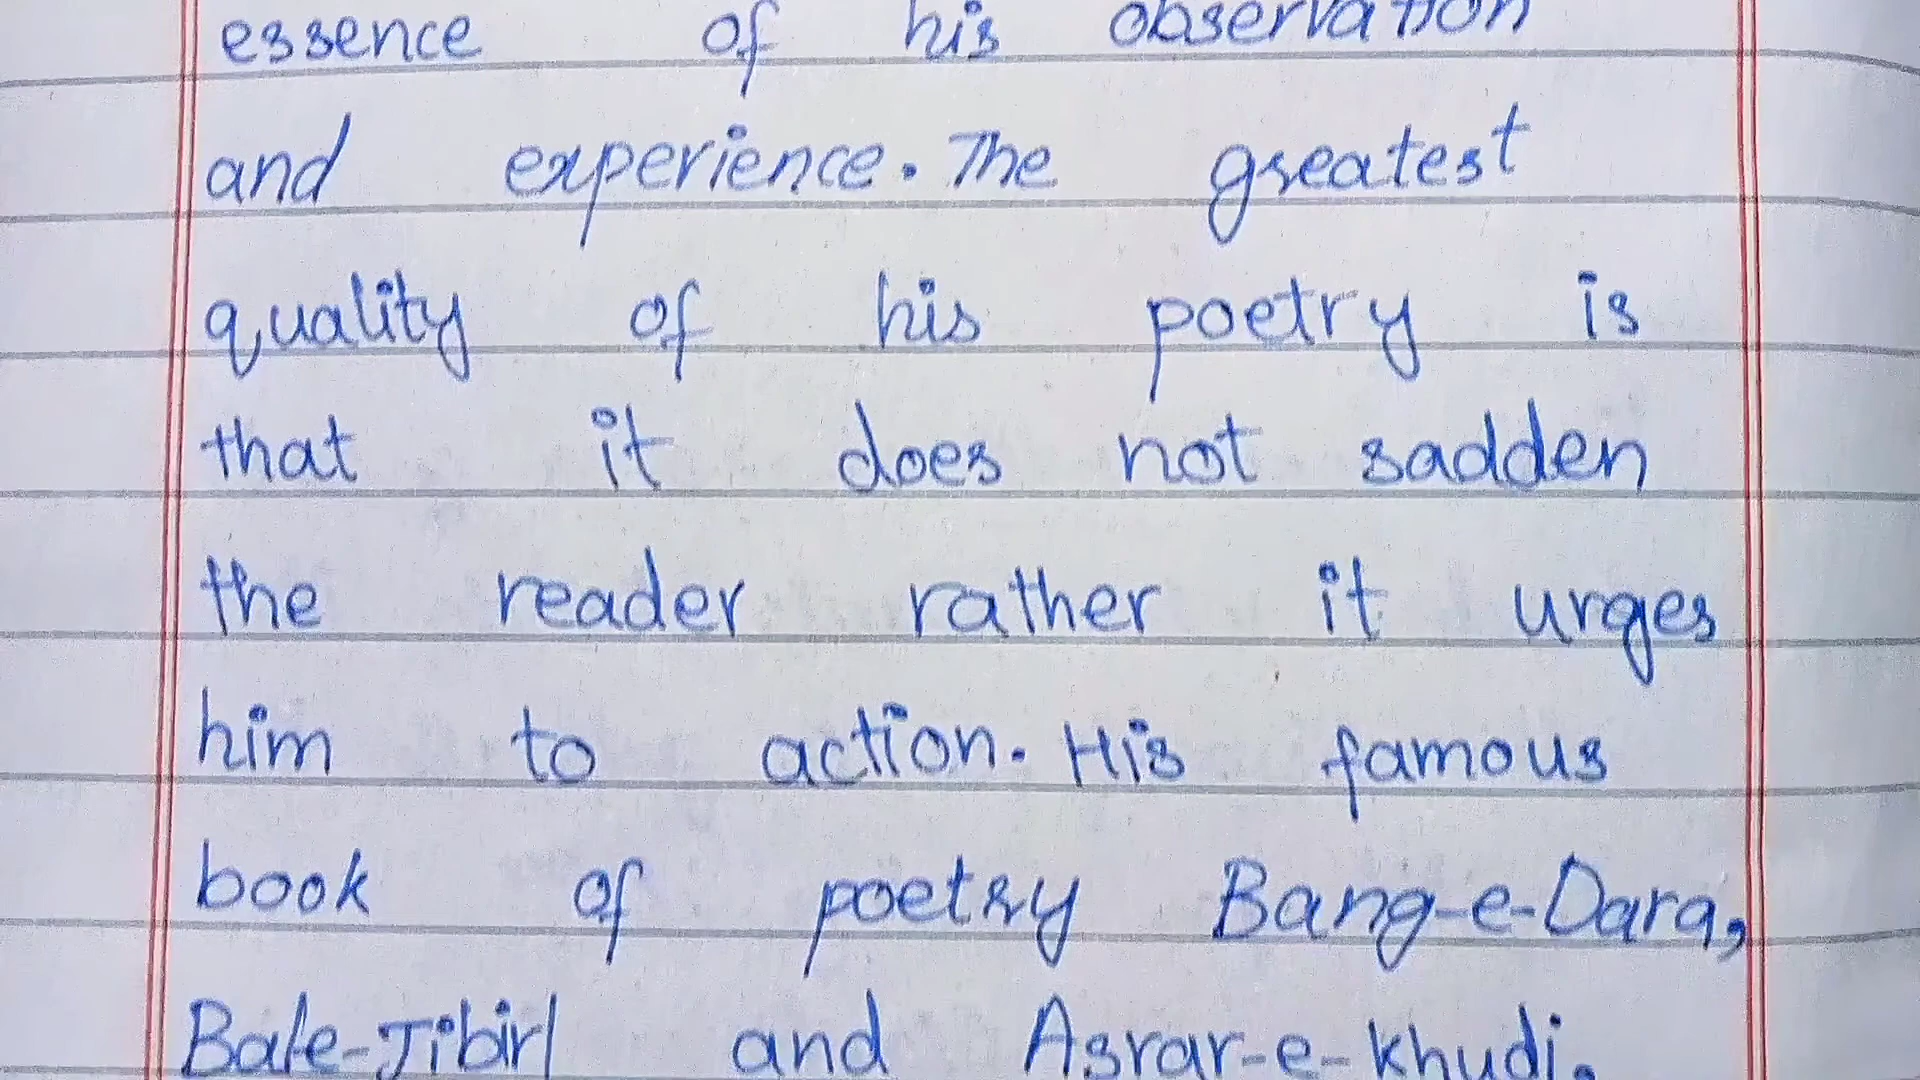 essence of his observation
and experience. The greatest
quality of his poetry is
that it does not sadden
the reader rather it urges
him to action. His famous
book of poetry Bang-e-Dara,
Bale-Jibirl and Asrar-e-khudi.